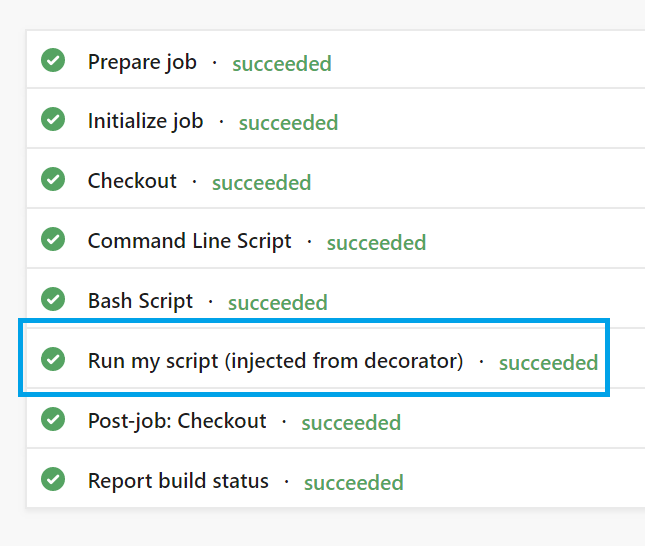 Prepare job · succeeded
Initialize job · succeeded
Checkout · succeeded
Command Line Script · succeeded
Bash Script · succeeded
Run my script (injected from decorator) · succeeded
Post-job: Checkout · succeeded
Report build status · succeeded